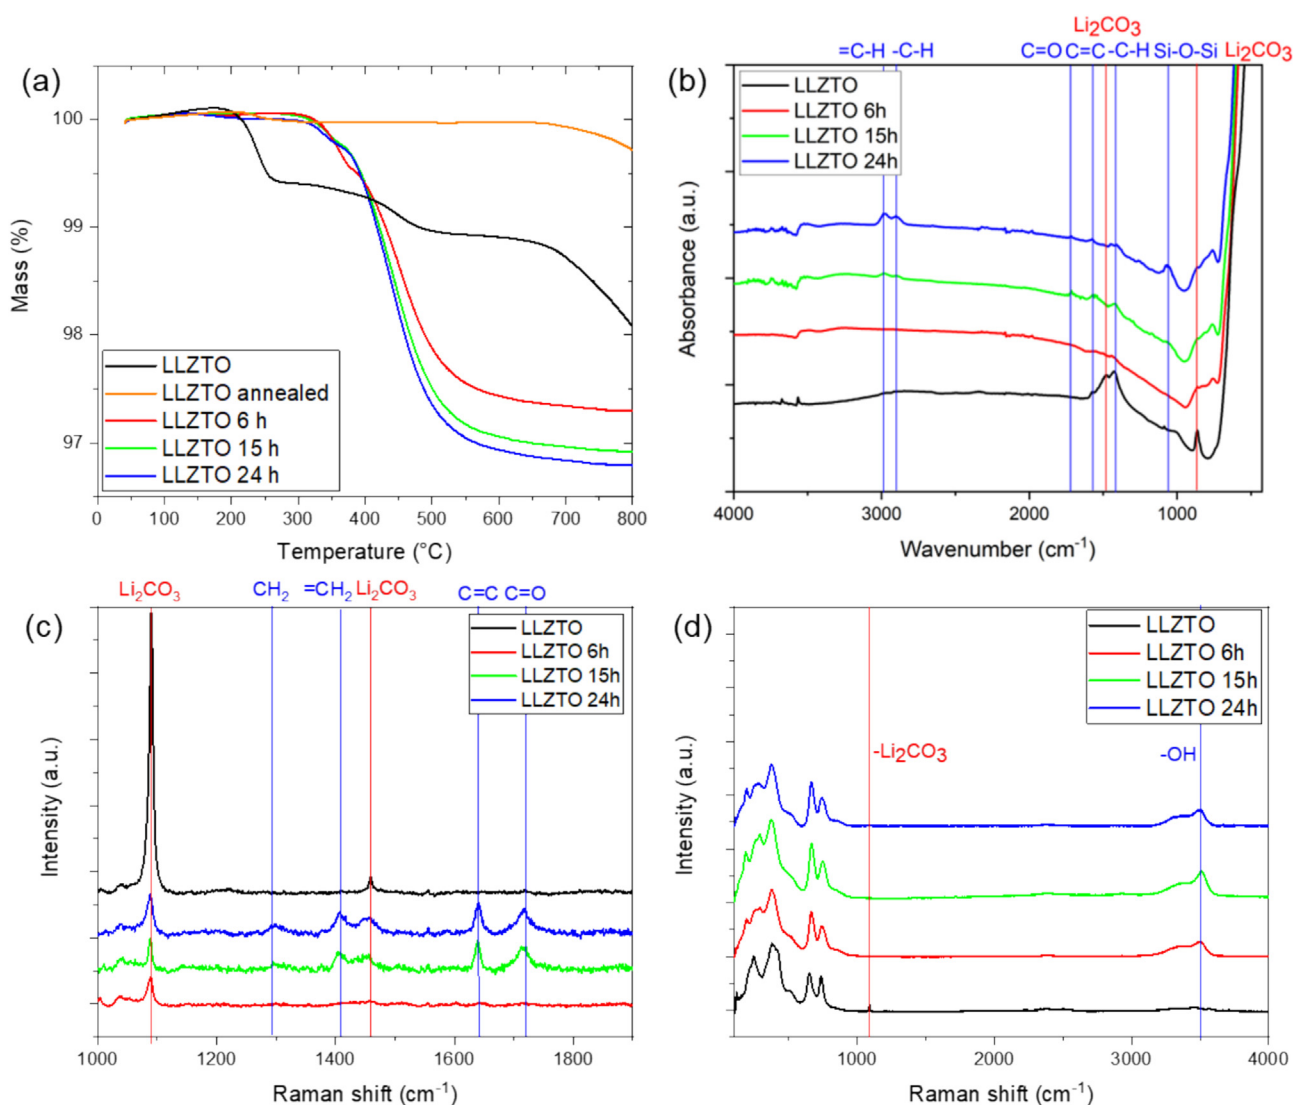 (a)
100
99
98
97
Mass (%)
LLZTO
LLZTO annealed
LLZTO 6 h
LLZTO 15 h
LLZTO 24 h
0 100 200 300 400 500 600 700 800
Temperature (°C)
Li₂CO₃
=C-H -C-H C=O C=C -C-H Si-O-Si Li₂CO₃
(b)
LLZTO
LLZTO 6h
LLZTO 15h
LLZTO 24h
Absorbance (a.u.)
4000 3000 2000 1000
Wavenumber (cm⁻¹)
Li₂CO₃ CH₂ =CH₂ Li₂CO₃ C=C C=O
(c)
LLZTO
LLZTO 6h
LLZTO 15h
LLZTO 24h
Intensity (a.u.)
1000 1200 1400 1600 1800
Raman shift (cm⁻¹)
(d)
LLZTO
LLZTO 6h
LLZTO 15h
LLZTO 24h
-Li₂CO₃
-OH
Intensity (a.u.)
1000 2000 3000 4000
Raman shift (cm⁻¹)